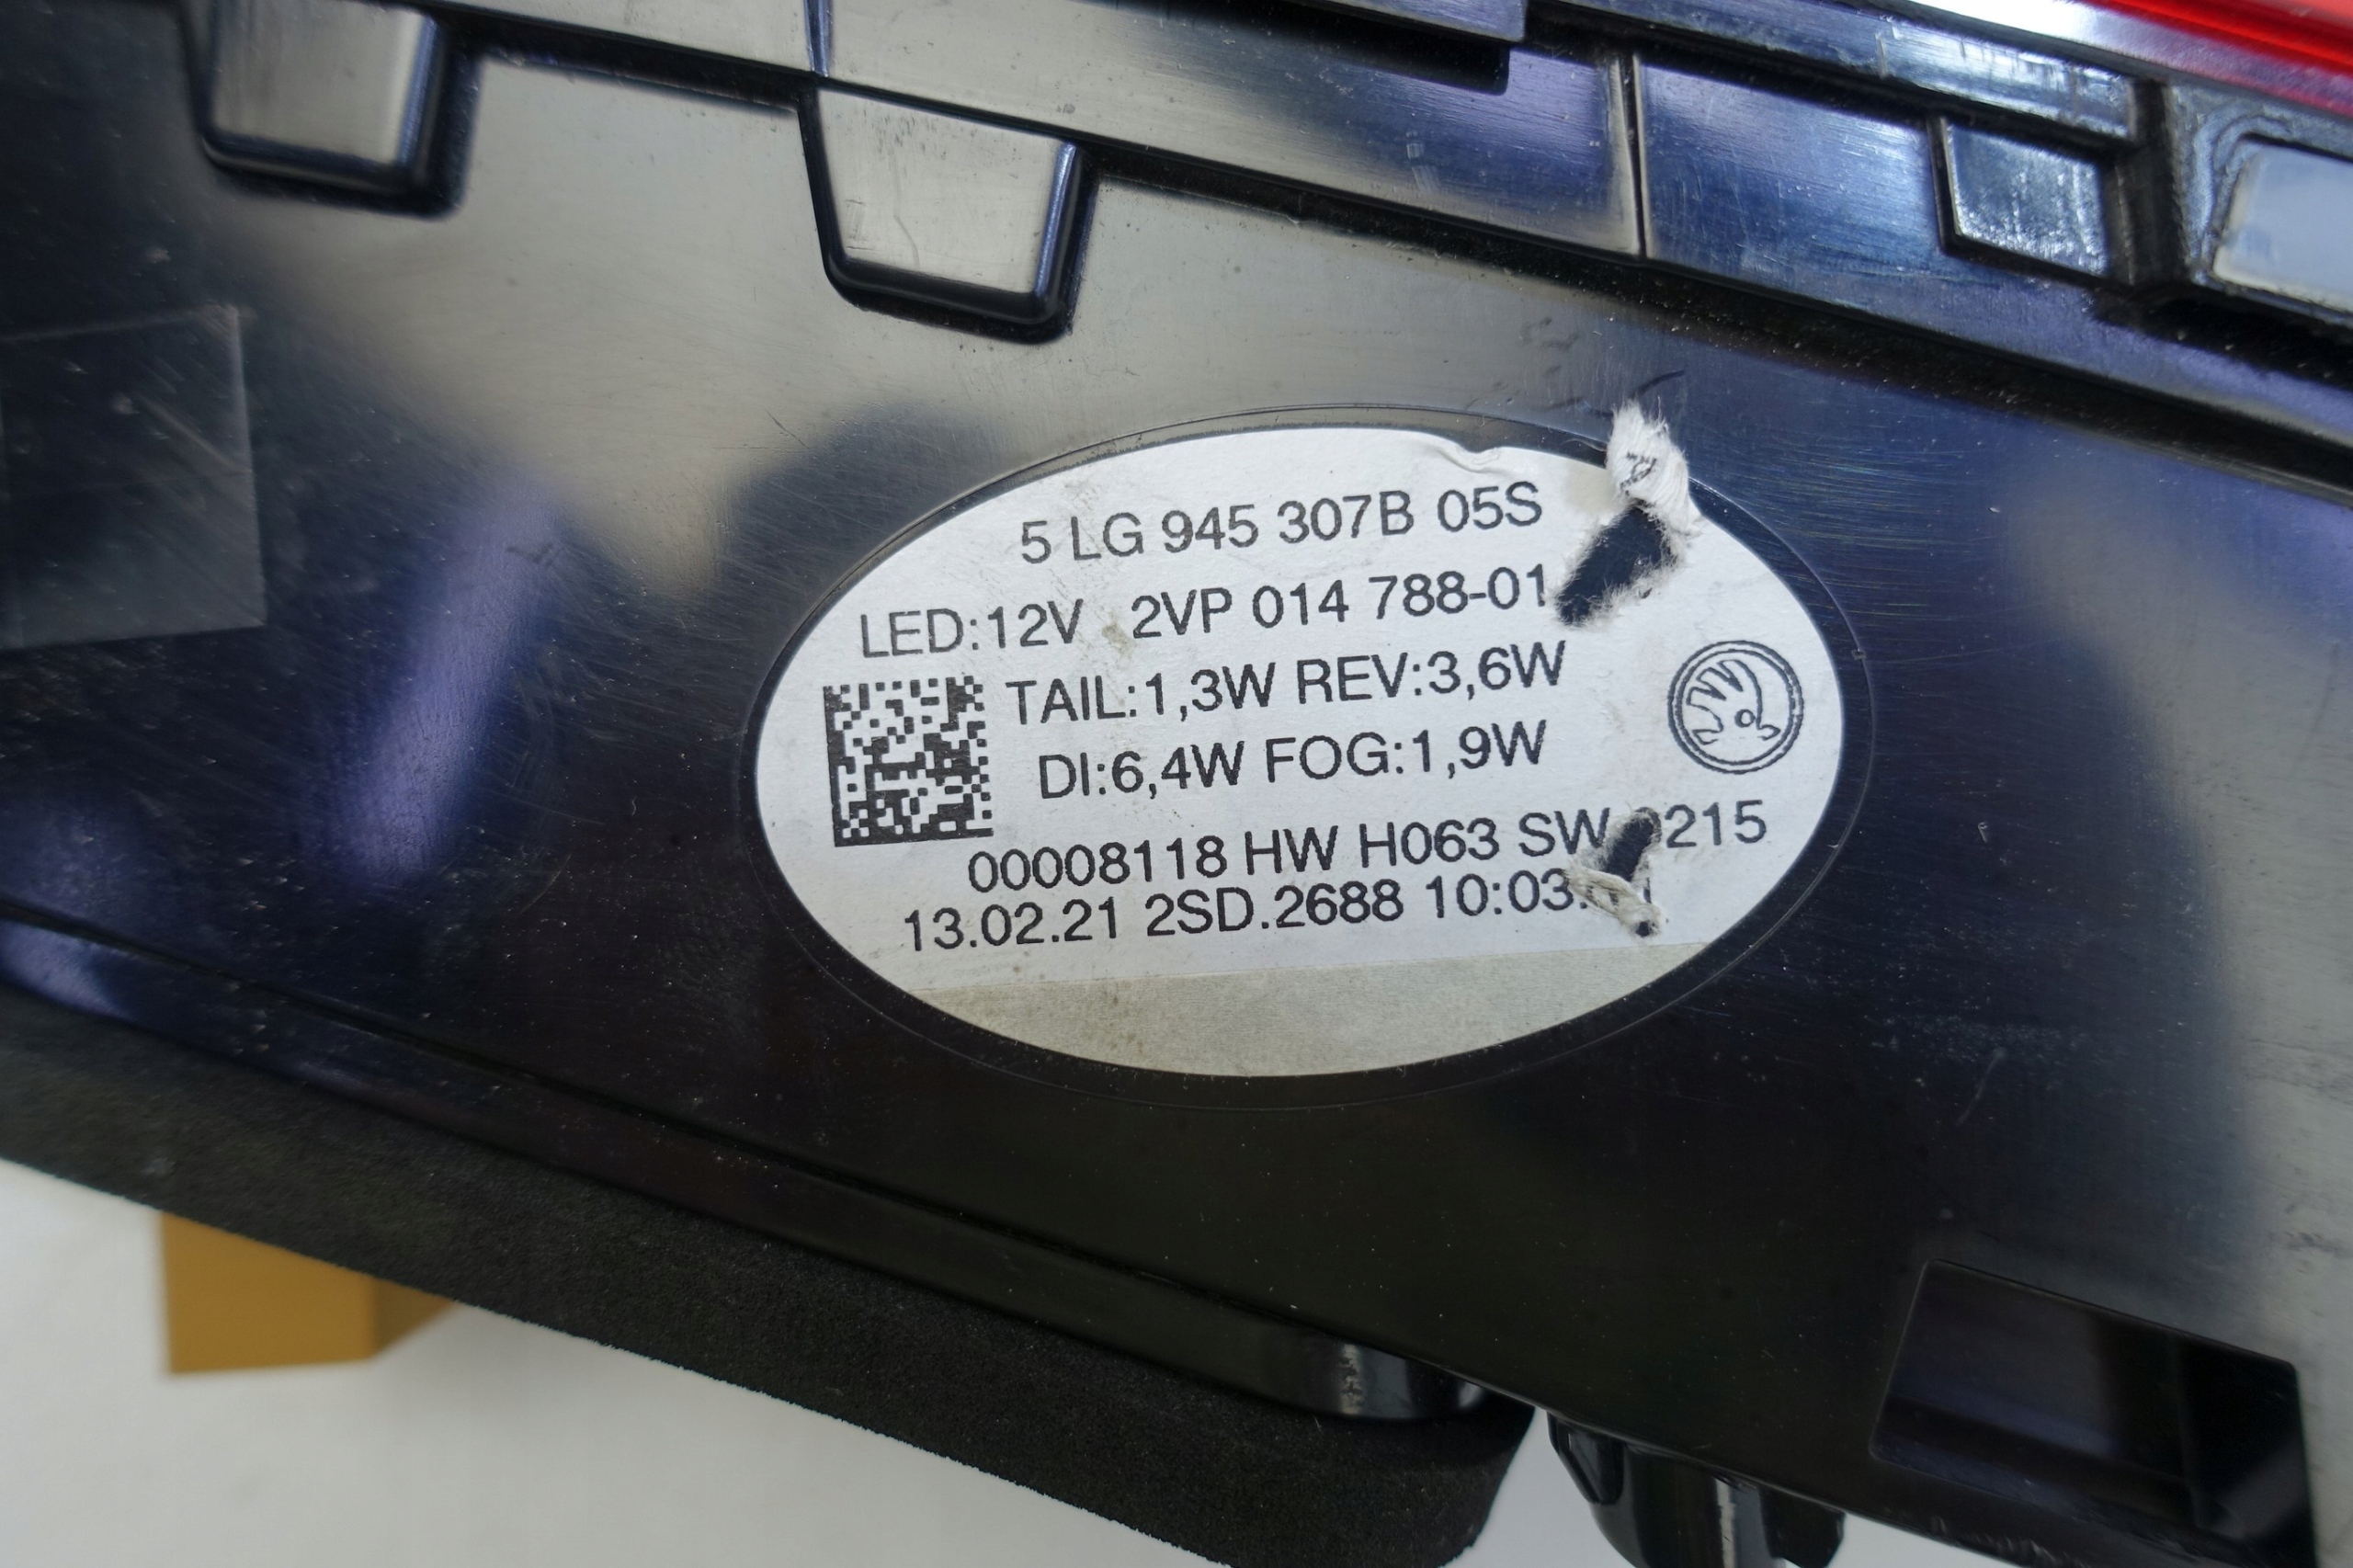 5 LG 945 307B 05S
LED:12V 2VP 014 788-01
TAIL:1,3W REV:3,6W
DI:6,4W FOG:1,9W
00008118 HW H063 SW
13.02.21 2SD.2688